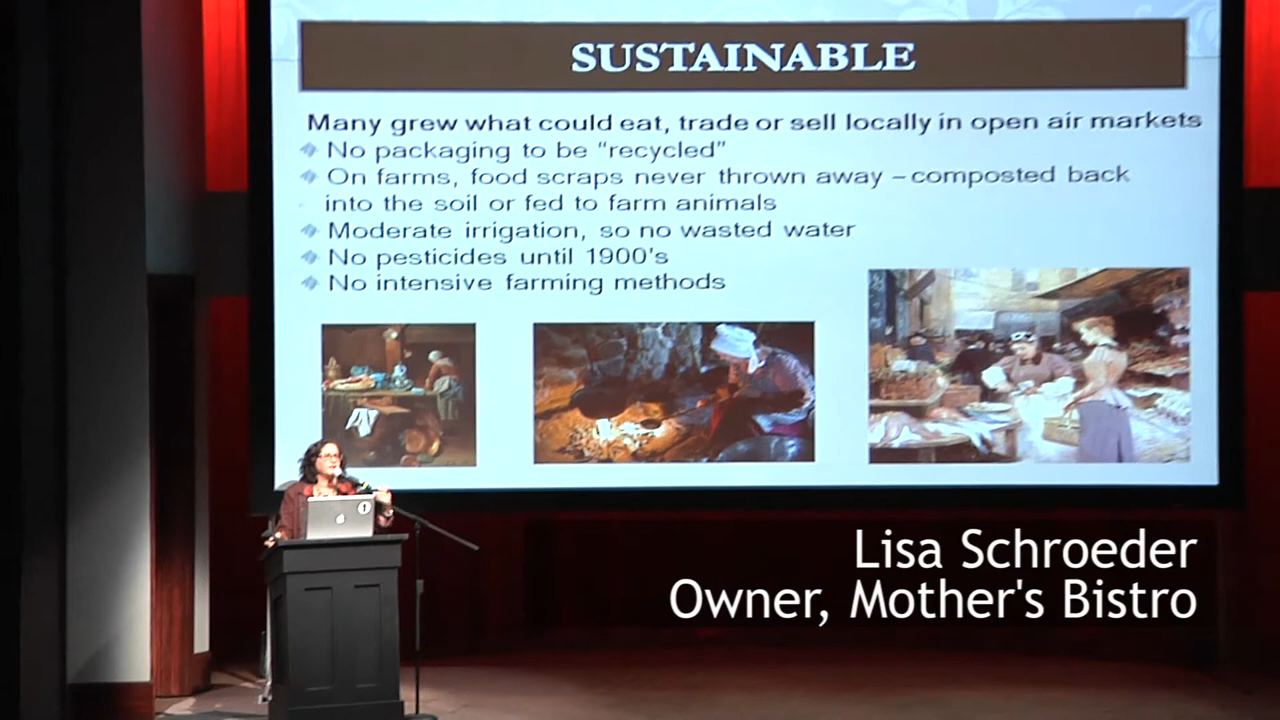 SUSTAINABLE
Many grew what could eat, trade or sell locally in open air markets
No packaging to be “recycled”
On farms, food scraps never thrown away – composted back
into the soil or fed to farm animals
Moderate irrigation, so no wasted water
No pesticides until 1900's
No intensive farming methods
Lisa Schroeder
Owner, Mother's Bistro